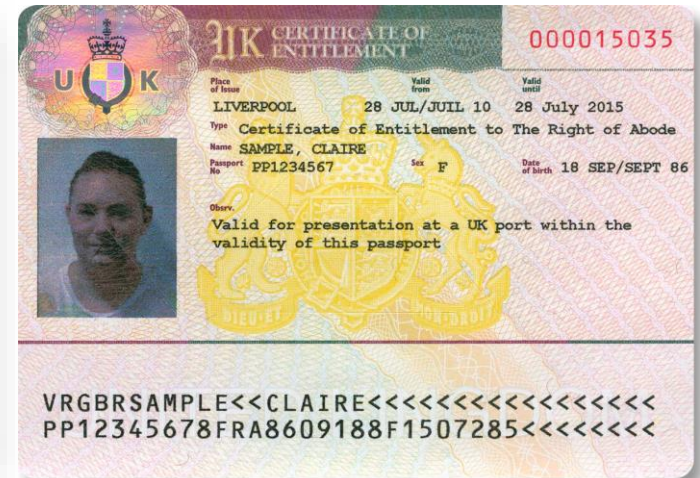 UK CERTIFICATE OF ENTITLEMENT
000015035
U K
Place of Issue Valid from Valid until
LIVERPOOL 28 JUL/JUIL 10 28 July 2015
Type Certificate of Entitlement to The Right of Abode
Name SAMPLE, CLAIRE
Passport No PP1234567 Sex F Date of birth 18 SEP/SEPT 86
Obsrv.
Valid for presentation at a UK port within the
validity of this passport
DIEU·ET MON·DROIT
VRGBRSAMPLE<<CLAIRE<<<<<<<<<<<<<<<<<
PP12345678FRA8609188F1507285<<<<<<<<